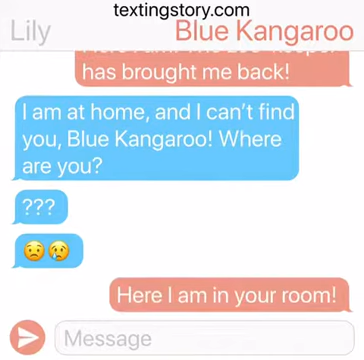 textingstory.com
Lily
Blue Kangaroo
has brought me back!
I am at home, and I can't find
you, Blue Kangaroo! Where
are you?
???
😟😢
Here I am in your room!
Message